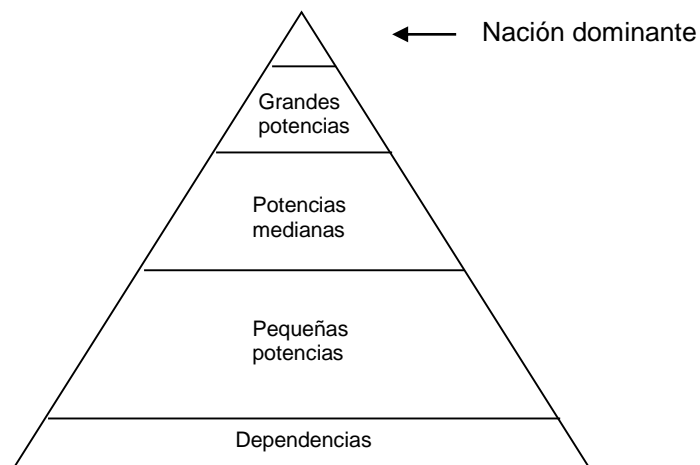 Nación dominante
Grandes
potencias
Potencias
medianas
Pequeñas
potencias
Dependencias